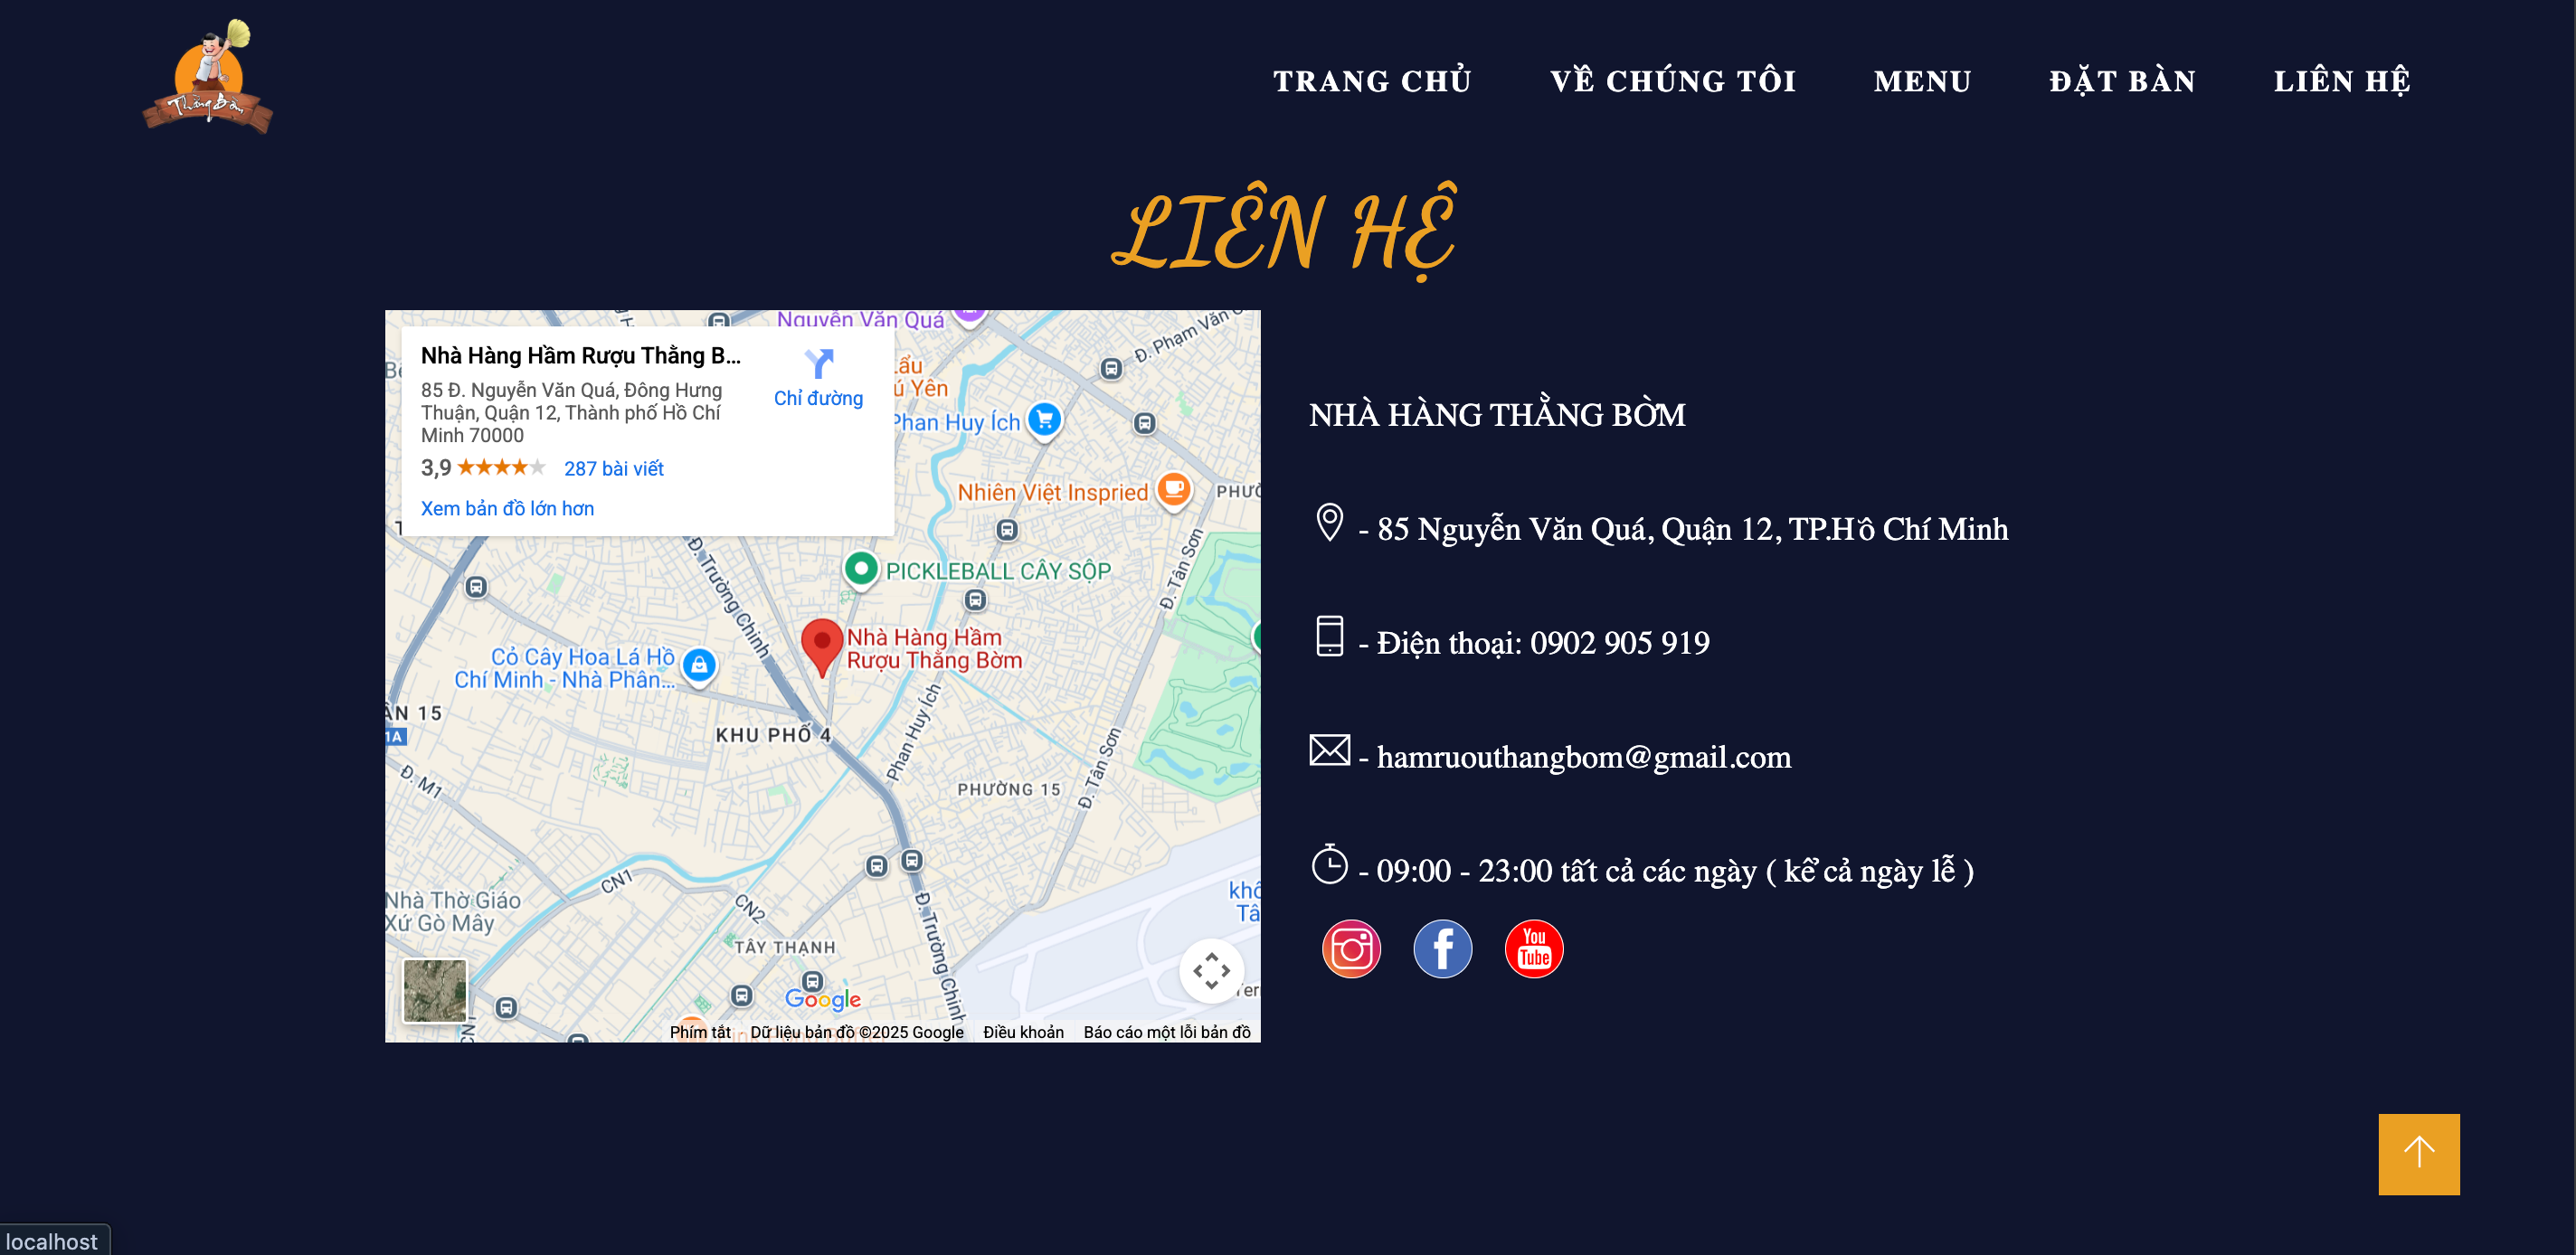 Thằng Bờm
TRANG CHỦ
VỀ CHÚNG TÔI
MENU
ĐẶT BÀN
LIÊN HỆ
LIÊN HỆ
Nhà Hàng Hầm Rượu Thằng B...
85 Đ. Nguyễn Văn Quá, Đông Hưng
Thuận, Quận 12, Thành phố Hồ Chí
Minh 70000
3,9
287 bài viết
Xem bản đồ lớn hơn
Chỉ đường
Nguyễn Văn Quá
Đ. Phạm Văn
Phan Huy Ích
Nhiên Việt Inspried
PICKLEBALL CÂY SỘP
Đ. Trường Chinh
Đ. Tân Sơn
Nhà Hàng Hầm
Rượu Thằng Bờm
Cỏ Cây Hoa Lá Hồ
Chí Minh - Nhà Phân...
ÂN 15
1A
KHU PHỐ 4
Phan Huy Ích
Đ. M1
PHƯỜNG 15
Đ. Tân Sơn
CN1
Nhà Thờ Giáo
Xứ Gò Mây
CN2
TÂY THẠNH
Đ. Trường Chinh
CN1
Google
Phím tắt
Dữ liệu bản đồ ©2025 Google
Điều khoản
Báo cáo một lỗi bản đồ
NHÀ HÀNG THẰNG BỜM
- 85 Nguyễn Văn Quá, Quận 12, TP.Hồ Chí Minh
- Điện thoại: 0902 905 919
- hamruouthangbom@gmail.com
- 09:00 - 23:00 tất cả các ngày ( kể cả ngày lễ )
You
Tube
localhost